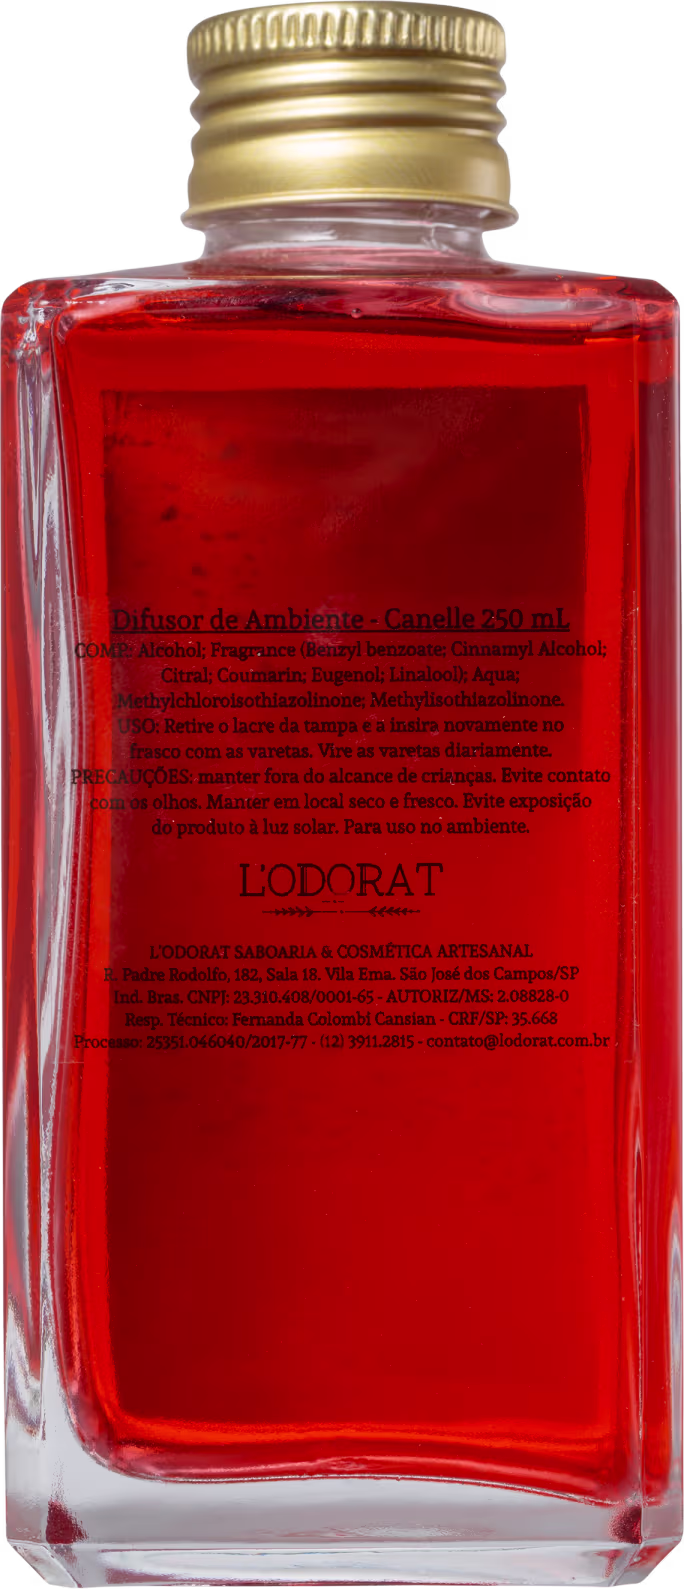 Difusor de Ambiente - Canelle 250 mL
COMP: Alcohol; Fragrance (Benzyl benzoate; Cinnamyl Alcohol;
Citral; Coumarin; Eugenol; Linalool); Aqua;
Methylchloroisothiazolinone; Methylisothiazolinone.
USO: Retire o lacre da tampa e a insira novamente no
frasco com as varetas. Vire as varetas diariamente.
PRECAUÇÕES: manter fora do alcance de crianças. Evite contato
com os olhos. Manter em local seco e fresco. Evite exposição
do produto à luz solar. Para uso no ambiente.
L'ODORAT
L'ODORAT SABOARIA & COSMÉTICA ARTESANAL
R. Padre Rodolfo, 182, Sala 18. Vila Ema. São José dos Campos/SP
Ind. Bras. CNPJ: 23.310.408/0001-65 - AUTORIZ/MS: 2.08828-0
Resp. Técnico: Fernanda Colombi Cansian - CRF/SP: 35.668
Processo: 25351.046040/2017-77 - (12) 3911.2815 - contato@lodorat.com.br